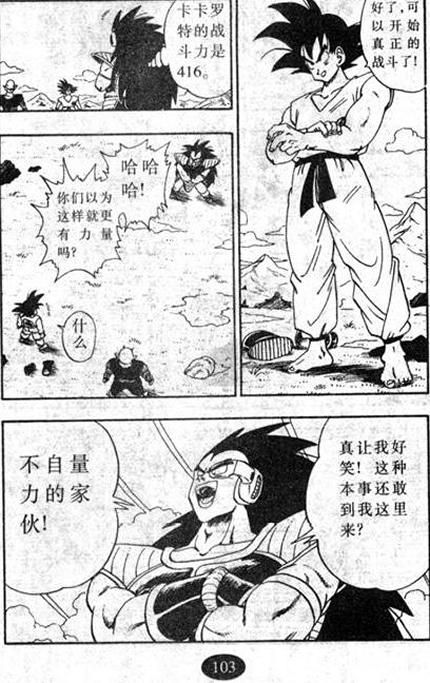 好了,可
以开始
真正的
战斗了!
卡卡罗
特的战
斗力是
416。
哈哈
哈!
你们以为
这样就更
有力量
吗?
什
么
真让我好
笑!这种
本事还敢
到我这里
来?
不自量
力的家
伙!
103